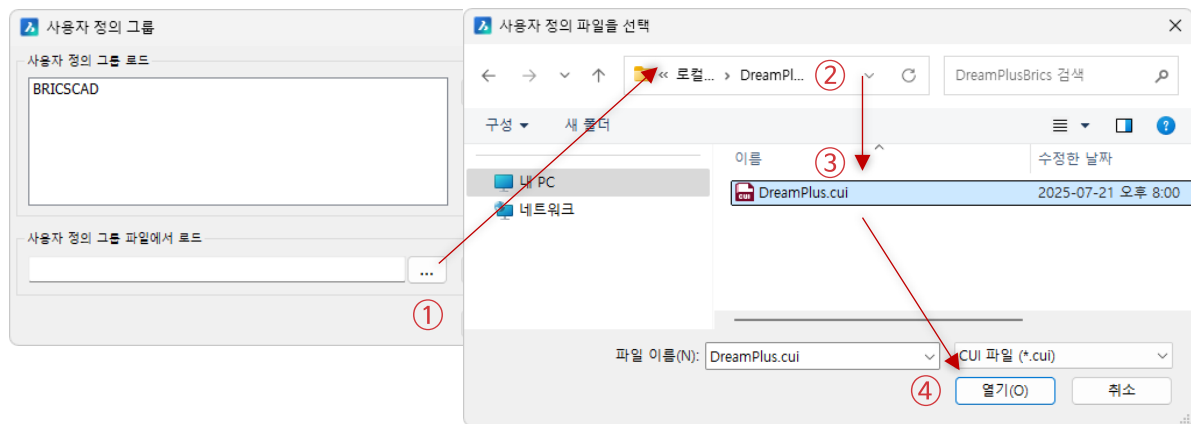 사용자 정의 그룹
사용자 정의 그룹 로드
BRICSCAD
사용자 정의 그룹 파일에서 로드
...
①
사용자 정의 파일을 선택
« 로컬... › DreamPl... ②
DreamPlusBrics 검색
구성 새 폴더
내 PC
네트워크
이름 ③ 수정한 날짜
DreamPlus.cui 2025-07-21 오후 8:00
파일 이름(N): DreamPlus.cui CUI 파일 (*.cui)
④ 열기(O) 취소